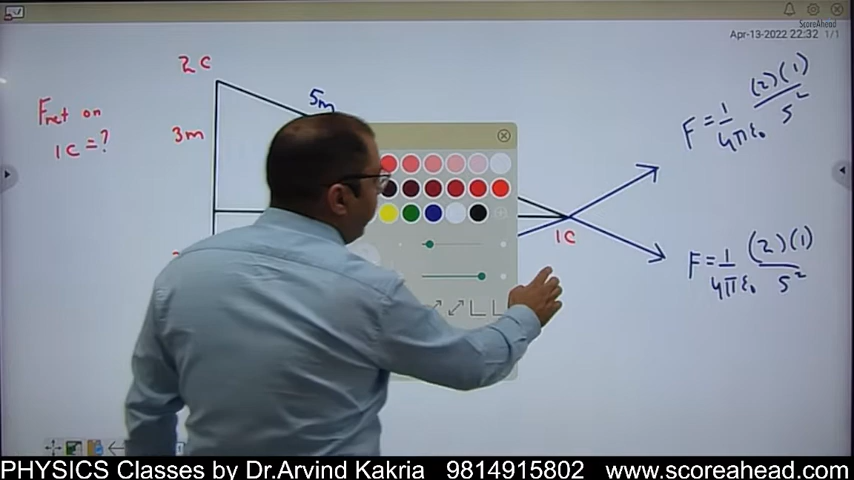 ScoreAhead
Apr-13-2022 22:32 1/1
2C
5m
Fnet on
1C=?
3m
1C
F=1/4πε₀ (2)(1)/5²
F=1/4πε₀ (2)(1)/5²
PHYSICS Classes by Dr.Arvind Kakria 9814915802 www.scoreahead.com